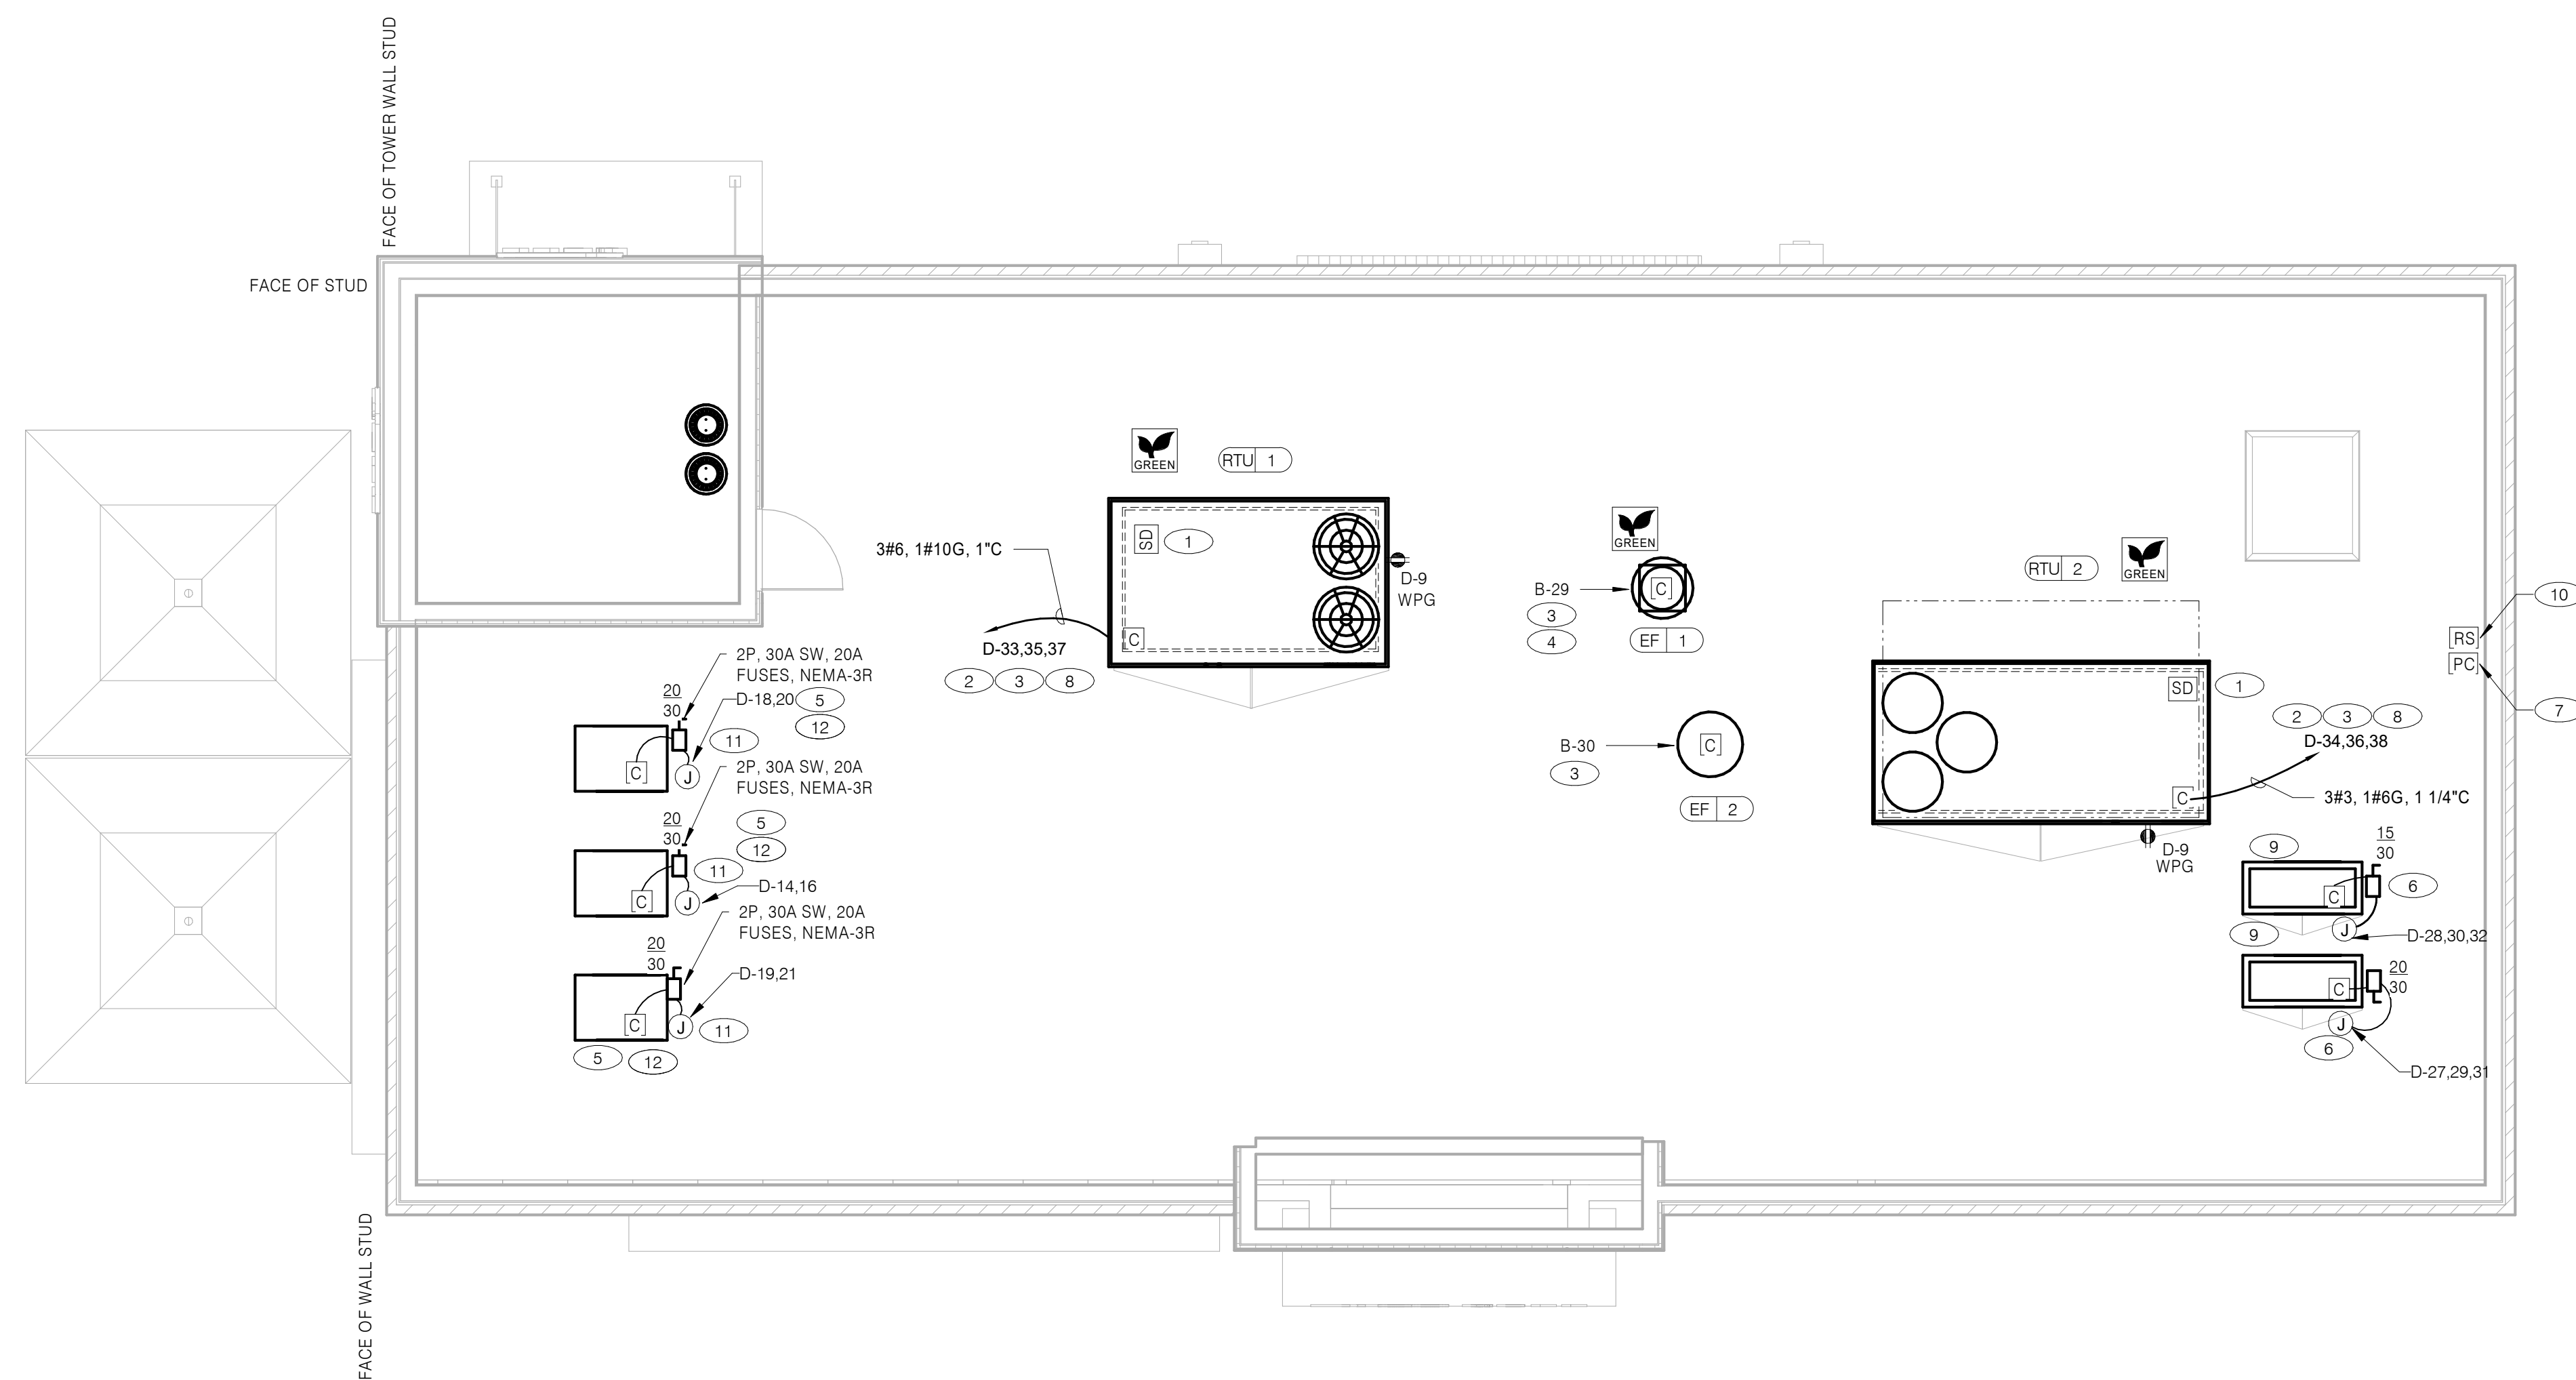 FACE OF TOWER WALL STUD
FACE OF STUD
GREEN
RTU 1
3#6, 1#10G, 1"C
SD
1
D-9
WPG
C
D-33,35,37
2 3 8
GREEN
B-29
C
3
4
EF 1
B-30
C
3
EF 2
RTU 2
GREEN
10
RS
PC
7
SD
1
2 3 8
D-34,36,38
C
3#3, 1#6G, 1 1/4"C
D-9
WPG
2P, 30A SW, 20A
FUSES, NEMA-3R
20
30
D-18,20
5
12
11
C
J
2P, 30A SW, 20A
FUSES, NEMA-3R
20
30
5
12
11
C
J
D-14,16
2P, 30A SW, 20A
FUSES, NEMA-3R
20
30
D-19,21
C
J
11
5
12
9
15
30
C
6
9
J
D-28,30,32
20
30
C
J
6
D-27,29,31
FACE OF WALL STUD